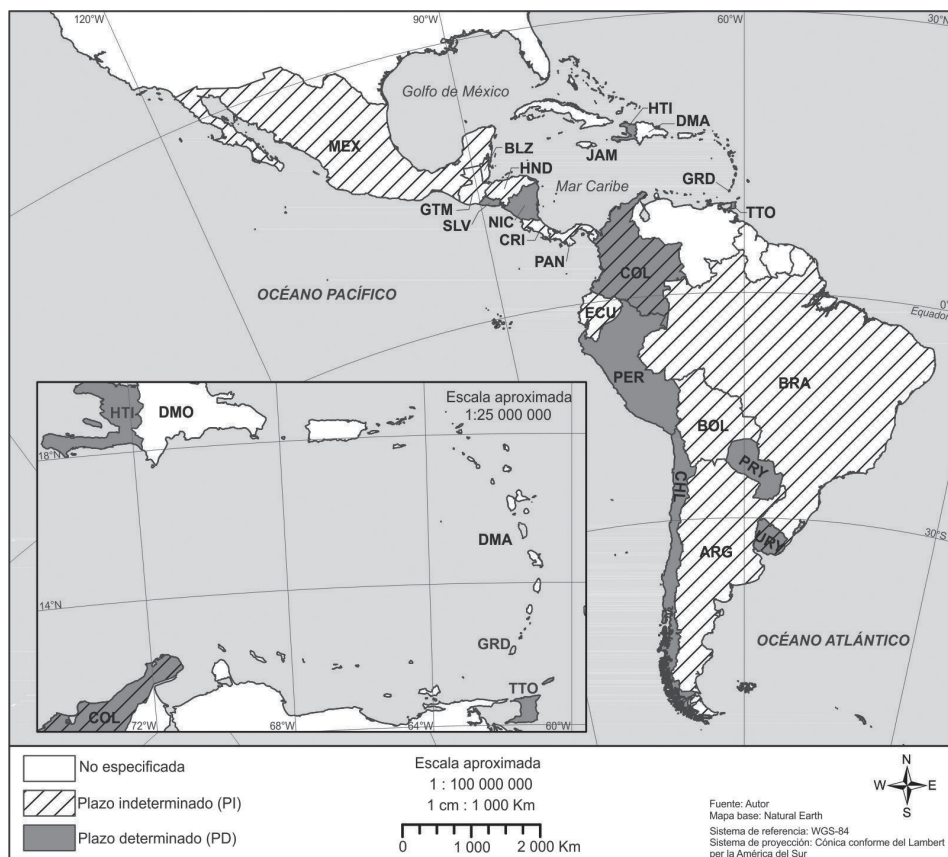 120°W
90°W
60°W
30°N
Golfo de México
HTI
DMA
MEX
BLZ
JAM
HND
Mar Caribe
GRD
GTM
SLV
NIC
TTO
CRI
PAN
COL
OCÉANO PACÍFICO
ECU
0°
Equador
PER
BRA
BOL
PRY
CHL
30°S
URY
ARG
OCÉANO ATLÁNTICO
Escala aproximada
1:25 000 000
HTI
DMO
18°N
DMA
14°N
GRD
TTO
COL
72°W
68°W
64°W
60°W
No especificada
Plazo indeterminado (PI)
Plazo determinado (PD)
Escala aproximada
1 : 100 000 000
1 cm : 1 000 Km
0 1 000 2 000 Km
N
W E
S
Fuente: Autor
Mapa base: Natural Earth
Sistema de referencia: WGS-84
Sistema de proyección: Cónica conforme del Lambert
per la América del Sur